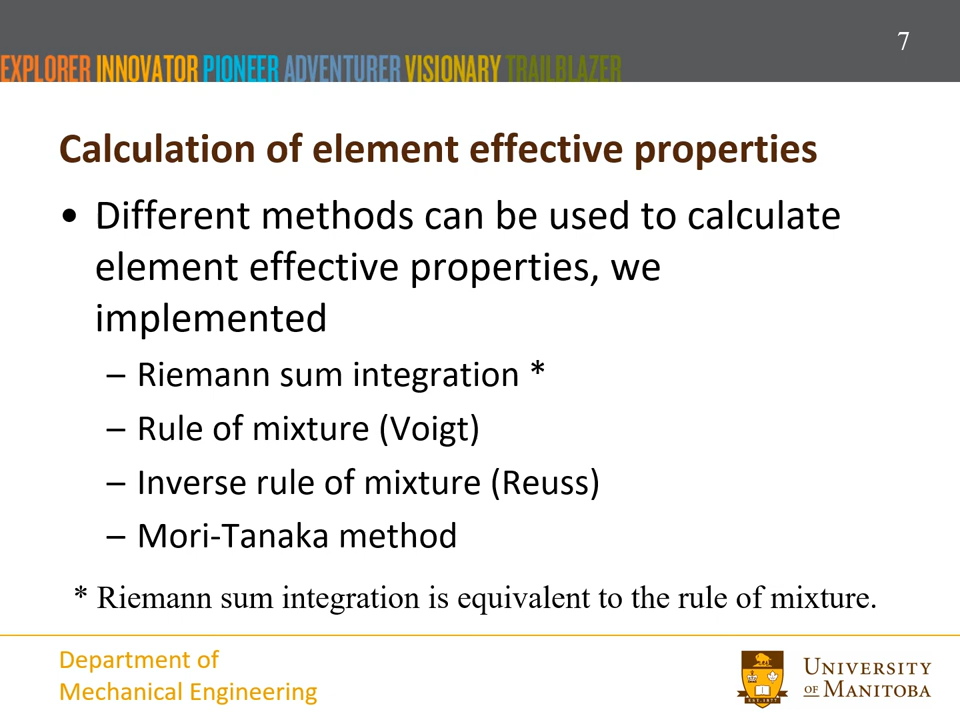 7
EXPLORER INNOVATOR PIONEER ADVENTURER VISIONARY TRAILBLAZER
Calculation of element effective properties
• Different methods can be used to calculate
element effective properties, we
implemented
– Riemann sum integration *
– Rule of mixture (Voigt)
– Inverse rule of mixture (Reuss)
– Mori-Tanaka method
* Riemann sum integration is equivalent to the rule of mixture.
Department of
Mechanical Engineering
UNIVERSITY
OF MANITOBA